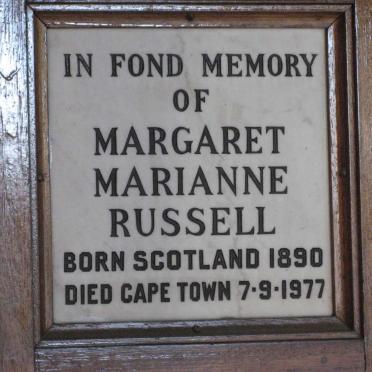 IN FOND MEMORY
OF
MARGARET
MARIANNE
RUSSELL
BORN SCOTLAND 1890
DIED CAPE TOWN 7·9·1977